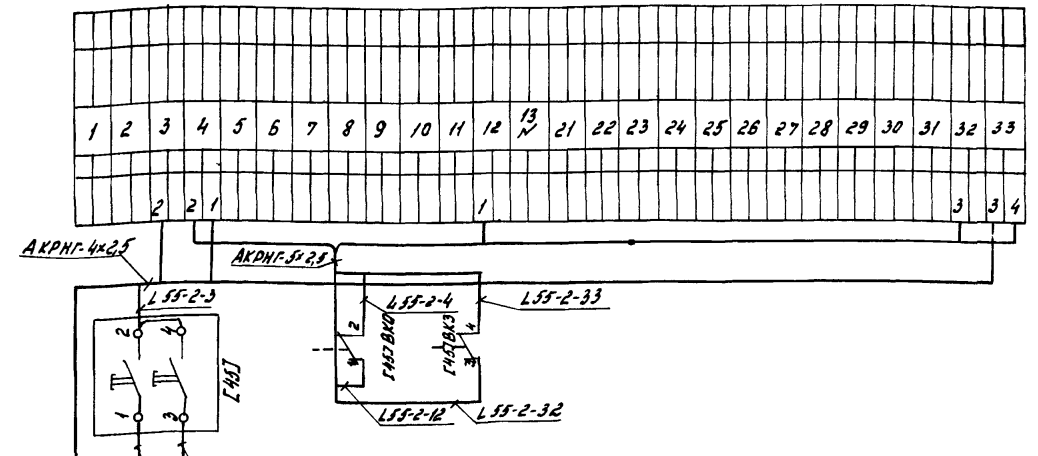 1 2 3 4 5 6 7 8 9 10 11 12 13 21 22 23 24 25 26 27 28 29 30 31 32 33
N
2 2 1 1 3 3 4
АКРНГ-4×2,5
АКРНГ-5×2,5
L55-2-3
L55-2-4
L55-2-33
2 4
[45]
1 3
2
[45]ВКО
1
4
[45]ВКЗ
3
L55-2-12
L55-2-32